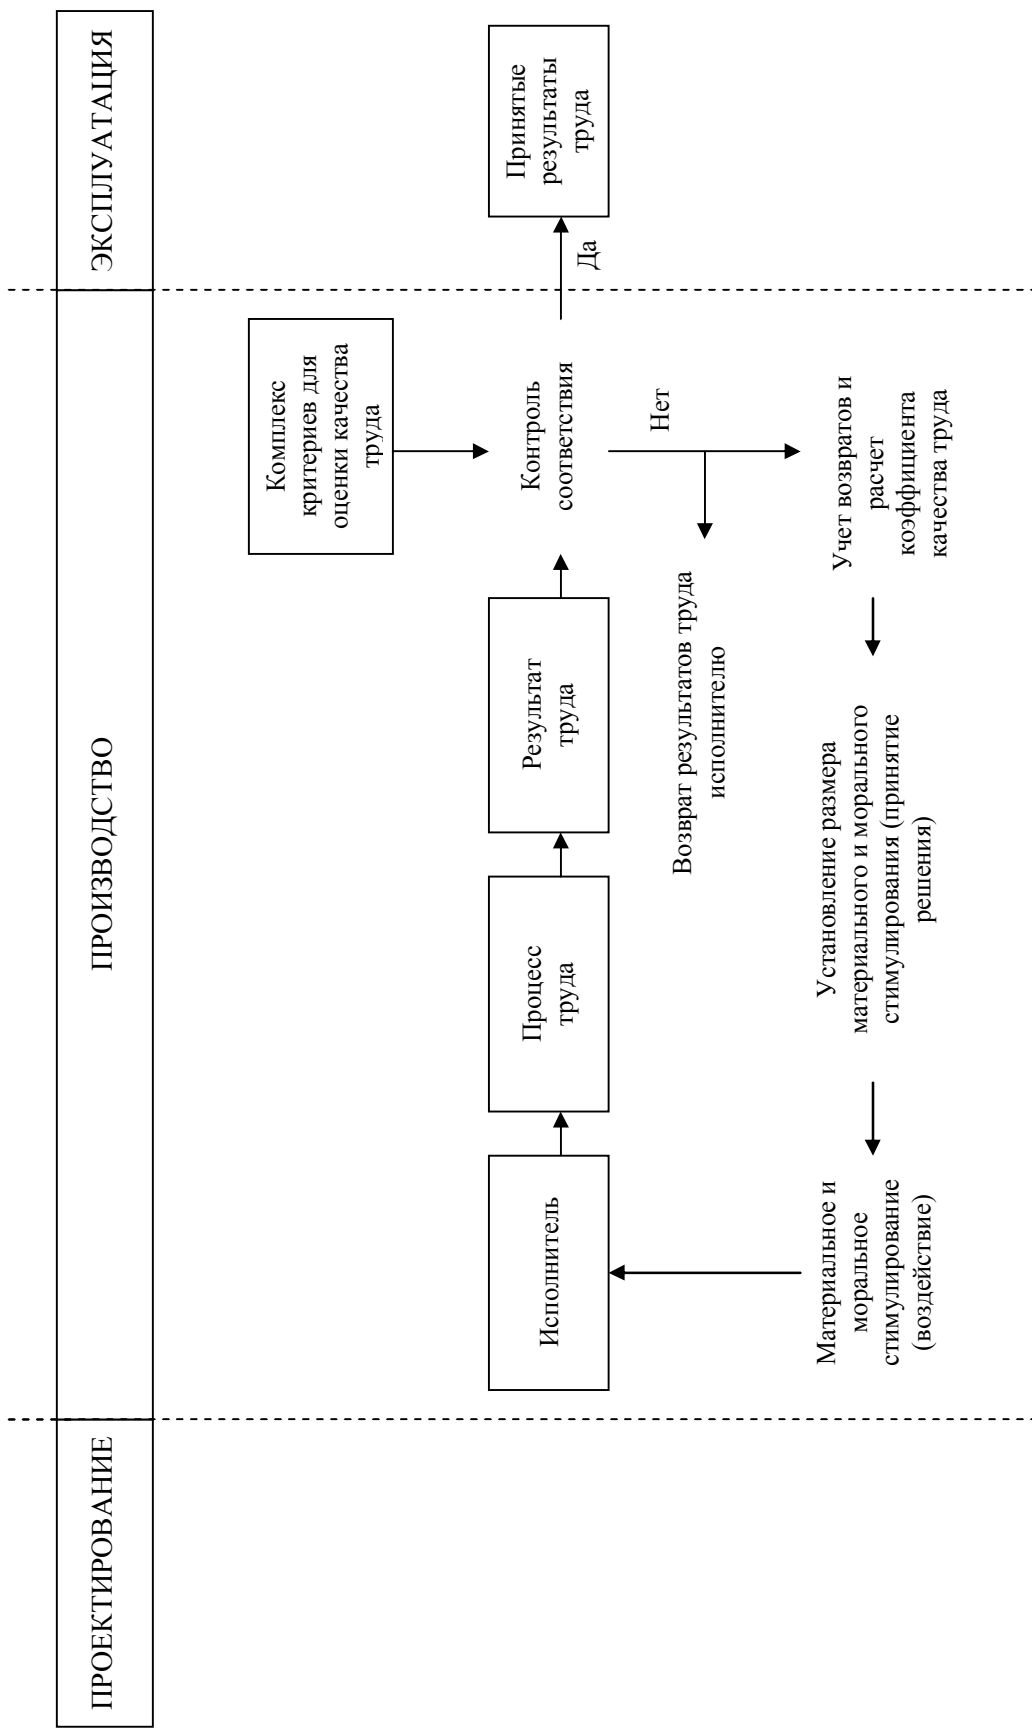 ПРОЕКТИРОВАНИЕ
ПРОИЗВОДСТВО
ЭКСПЛУАТАЦИЯ
Комплекс
критериев для
оценки качества
труда
Исполнитель
Процесс
труда
Результат
труда
Контроль
соответствия
Да
Принятые
результаты
труда
Нет
Возврат результатов труда
исполнителю
Материальное и
моральное
стимулирование
(воздействие)
Установление размера
материального и морального
стимулирования (принятие
решения)
Учет возвратов и
расчет
коэффициента
качества труда